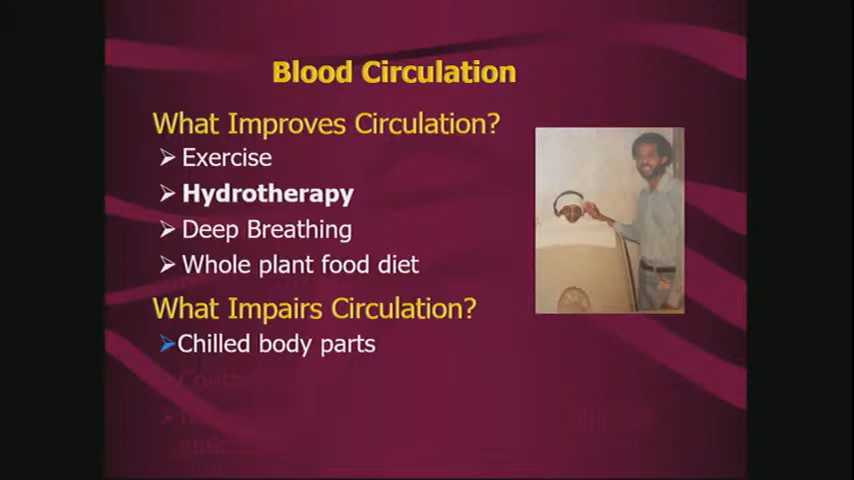 Blood Circulation
What Improves Circulation?
Exercise
Hydrotherapy
Deep Breathing
Whole plant food diet
What Impairs Circulation?
Chilled body parts